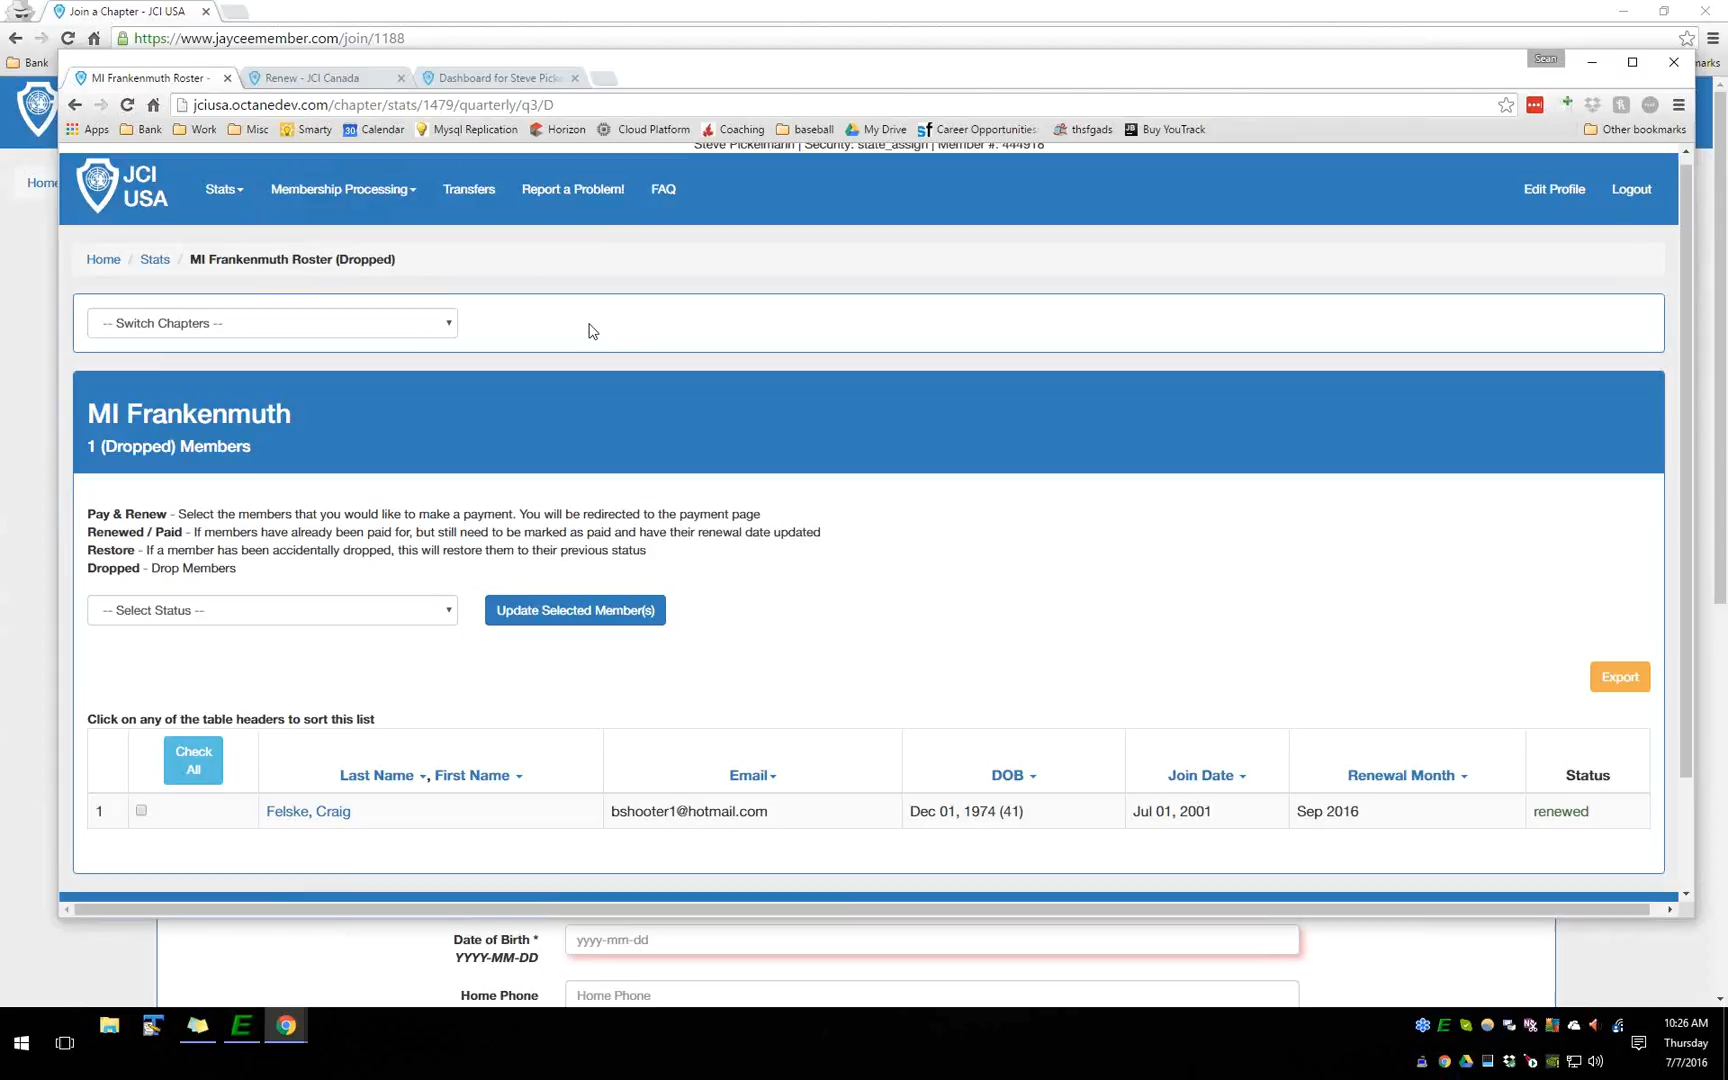 Join a Chapter - JCI USA
https://www.jayceemember.com/join/1188
Bank
Sean
MI Frankenmuth Roster -
Renew - JCI Canada
Dashboard for Steve Picke
jciusa.octanedev.com/chapter/stats/1479/quarterly/q3/D
Apps Bank Work Misc Smarty 30 Calendar Mysql Replication Horizon Cloud Platform Coaching baseball My Drive Career Opportunities thsfgads Buy YouTrack Other bookmarks
Steve Pickelmann | Security: state_assign | Member #: 444918
JCI USA
Stats Membership Processing Transfers Report a Problem! FAQ Edit Profile Logout
Home
Home / Stats / MI Frankenmuth Roster (Dropped)
-- Switch Chapters --
MI Frankenmuth
1 (Dropped) Members
Pay & Renew - Select the members that you would like to make a payment. You will be redirected to the payment page
Renewed / Paid - If members have already been paid for, but still need to be marked as paid and have their renewal date updated
Restore - If a member has been accidentally dropped, this will restore them to their previous status
Dropped - Drop Members
-- Select Status --
Update Selected Member(s)
Export
Click on any of the table headers to sort this list
Check All
Last Name , First Name Email DOB Join Date Renewal Month Status
1 Felske, Craig bshooter1@hotmail.com Dec 01, 1974 (41) Jul 01, 2001 Sep 2016 renewed
Date of Birth *
YYYY-MM-DD
yyyy-mm-dd
Home Phone
Home Phone
10:26 AM
Thursday
7/7/2016